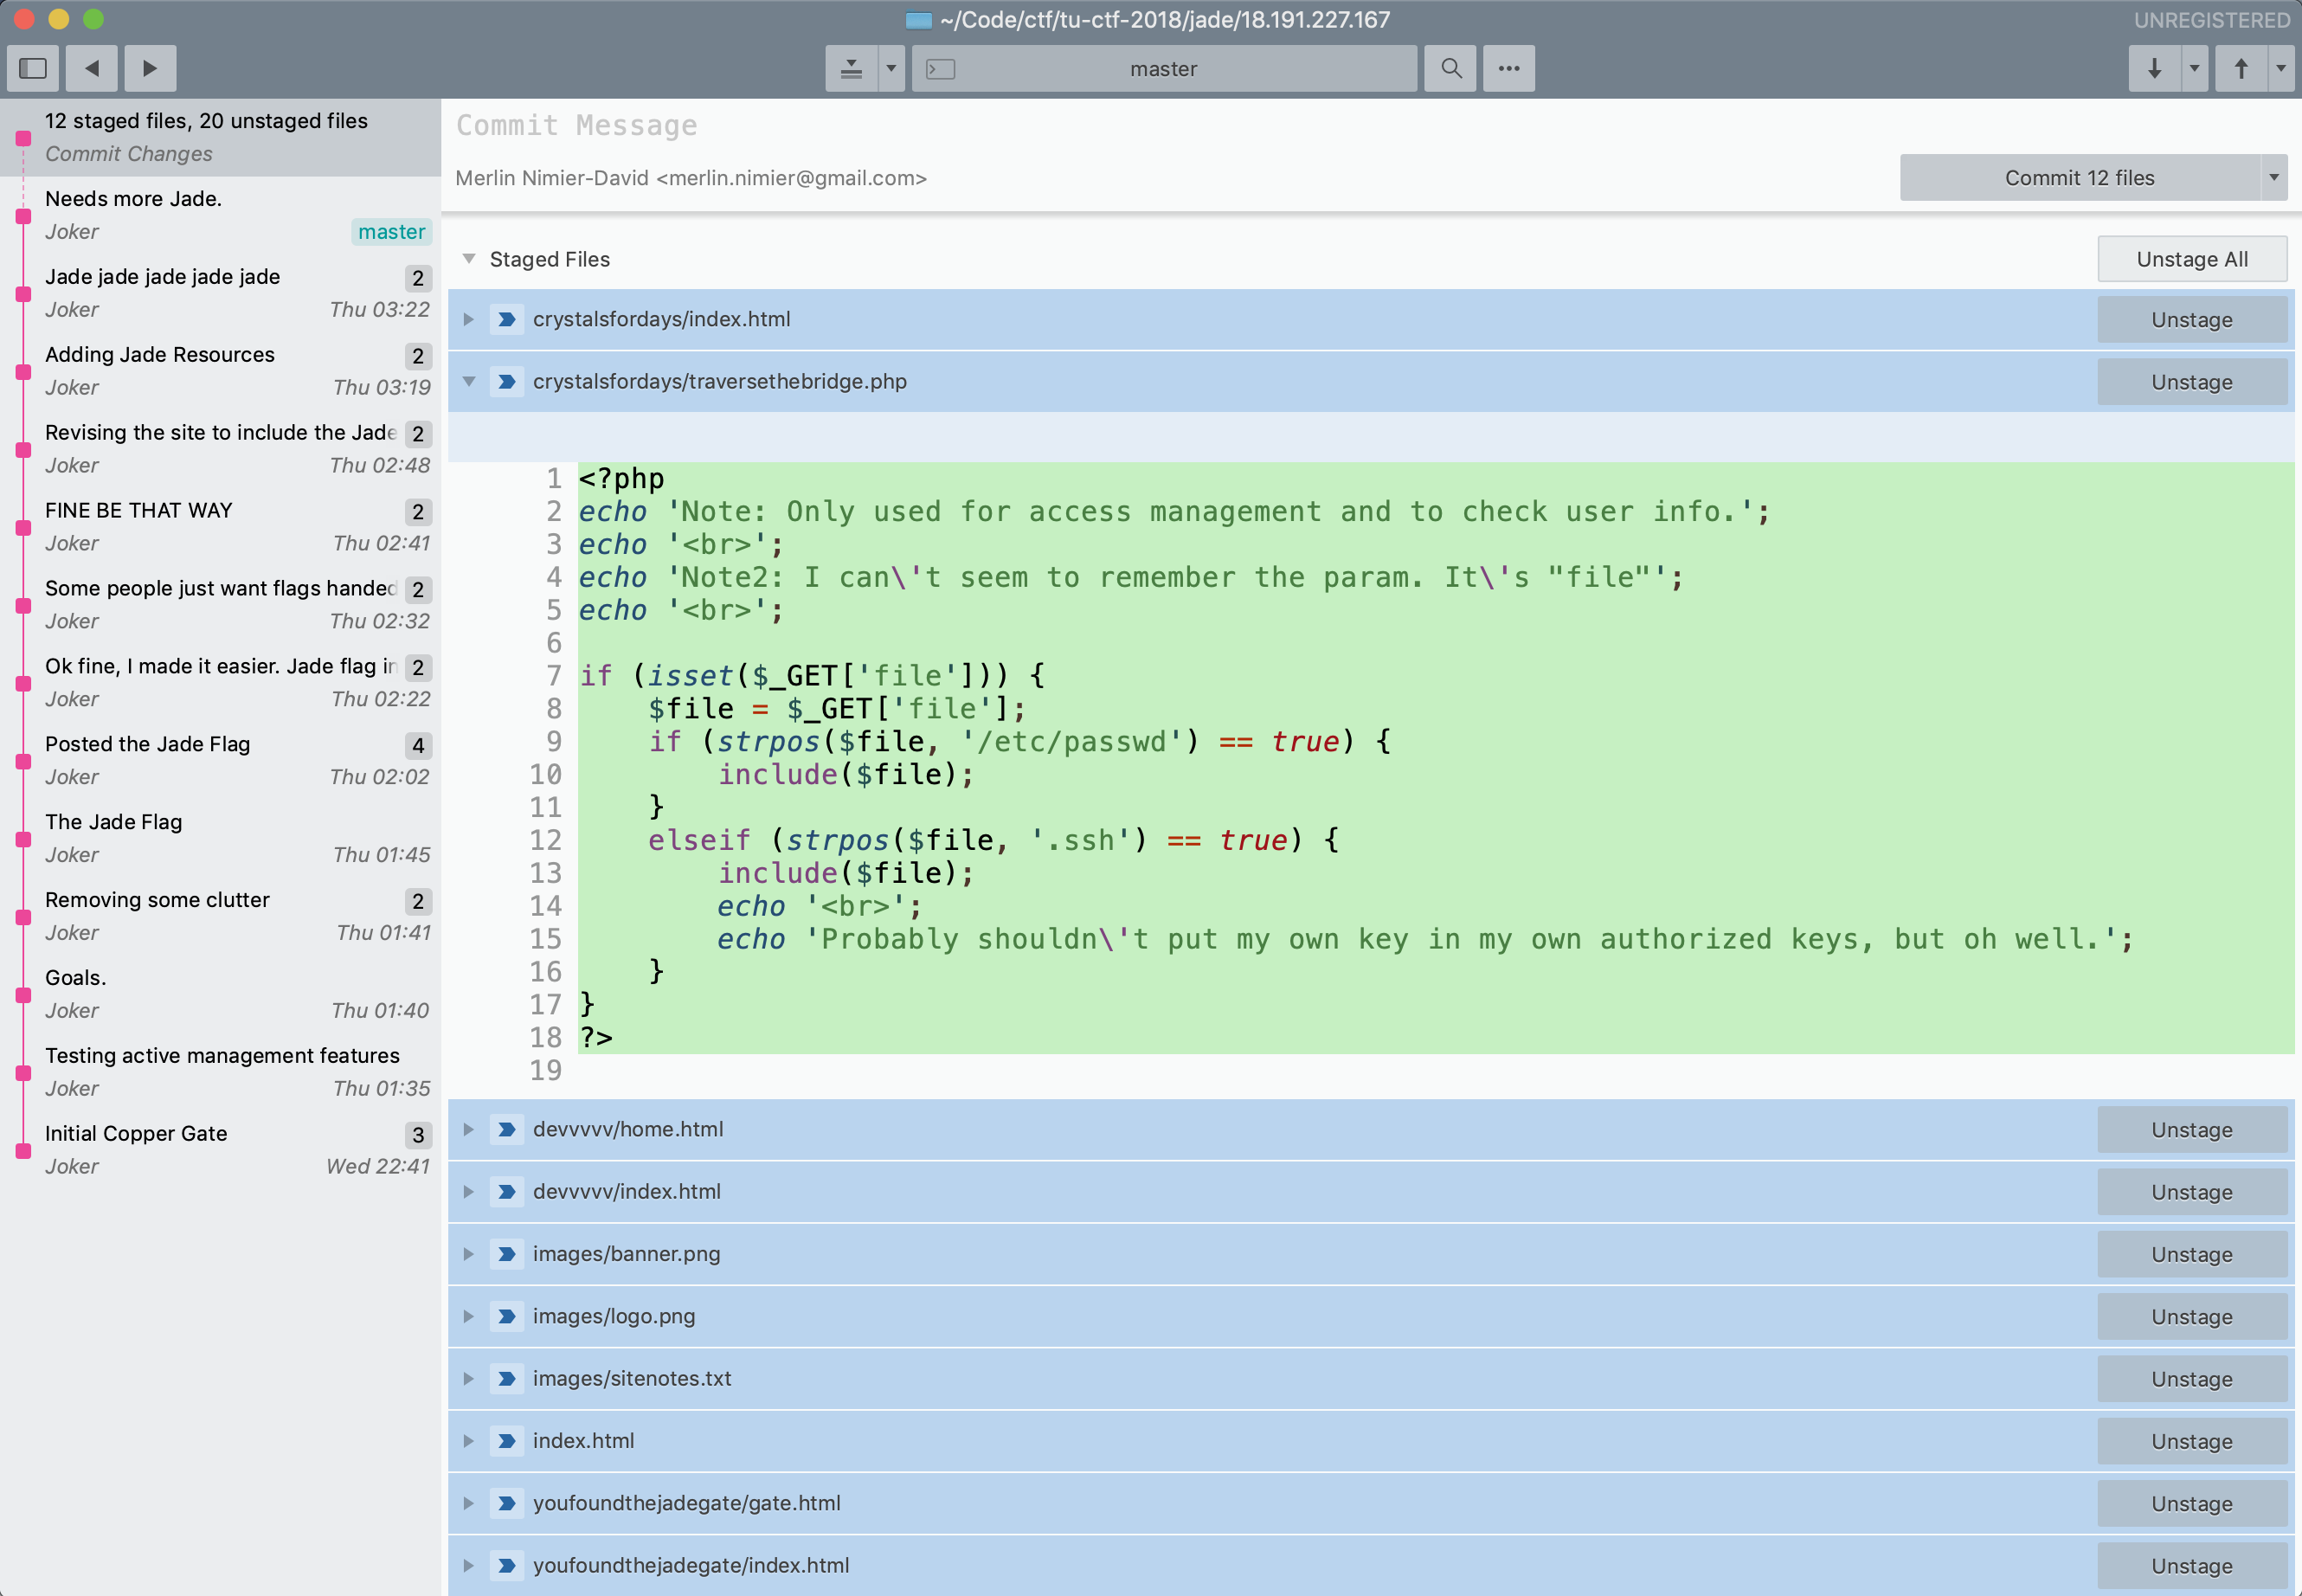 ~/Code/ctf/tu-ctf-2018/jade/18.191.227.167
UNREGISTERED
master
12 staged files, 20 unstaged files
Commit Changes
Needs more Jade.
Joker master
Jade jade jade jade jade 2
Joker Thu 03:22
Adding Jade Resources 2
Joker Thu 03:19
Revising the site to include the Jade 2
Joker Thu 02:48
FINE BE THAT WAY 2
Joker Thu 02:41
Some people just want flags handed 2
Joker Thu 02:32
Ok fine, I made it easier. Jade flag in 2
Joker Thu 02:22
Posted the Jade Flag 4
Joker Thu 02:02
The Jade Flag
Joker Thu 01:45
Removing some clutter 2
Joker Thu 01:41
Goals.
Joker Thu 01:40
Testing active management features
Joker Thu 01:35
Initial Copper Gate 3
Joker Wed 22:41
Commit Message
Merlin Nimier-David <merlin.nimier@gmail.com>
Commit 12 files
Staged Files
Unstage All
crystalsfordays/index.html Unstage
crystalsfordays/traversethebridge.php Unstage
1 <?php
2 echo 'Note: Only used for access management and to check user info.';
3 echo '<br>';
4 echo 'Note2: I can\'t seem to remember the param. It\'s "file"';
5 echo '<br>';
6
7 if (isset($_GET['file'])) {
8 $file = $_GET['file'];
9 if (strpos($file, '/etc/passwd') == true) {
10 include($file);
11 }
12 elseif (strpos($file, '.ssh') == true) {
13 include($file);
14 echo '<br>';
15 echo 'Probably shouldn\'t put my own key in my own authorized keys, but oh well.';
16 }
17 }
18 ?>
19
devvvvv/home.html Unstage
devvvvv/index.html Unstage
images/banner.png Unstage
images/logo.png Unstage
images/sitenotes.txt Unstage
index.html Unstage
youfoundthejadegate/gate.html Unstage
youfoundthejadegate/index.html Unstage